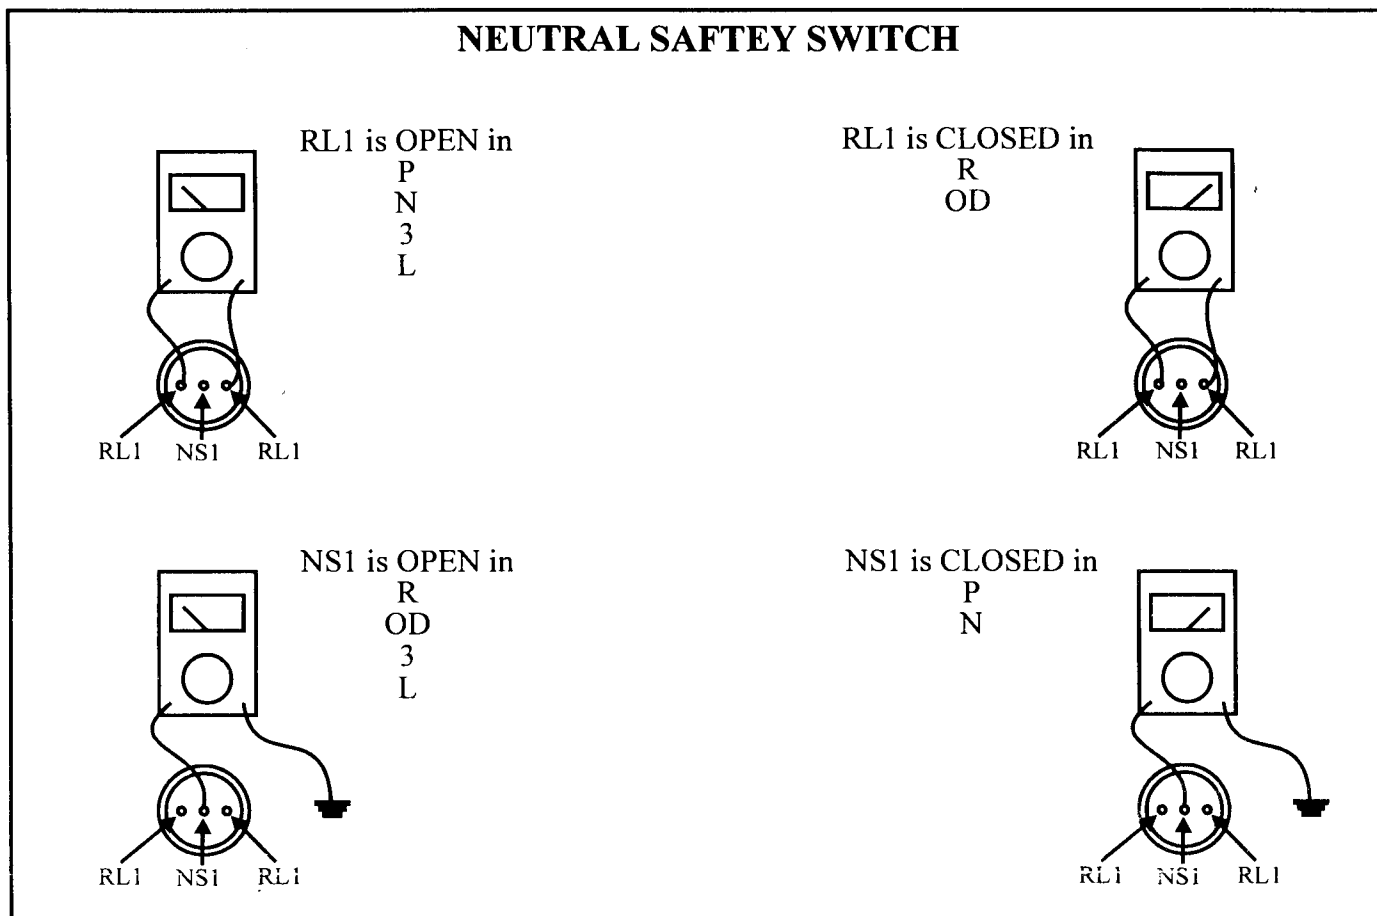 NEUTRAL SAFTEY SWITCH
RL1 is OPEN in
P
N
3
L
RL1 NS1 RL1
RL1 is CLOSED in
R
OD
RL1 NS1 RL1
NS1 is OPEN in
R
OD
3
L
RL1 NS1 RL1
NS1 is CLOSED in
P
N
RL1 NS1 RL1